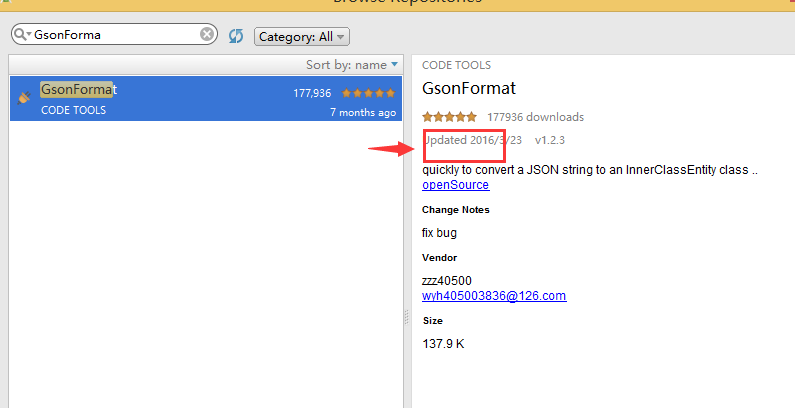 Browse Repositories
GsonForma
Category: All
Sort by: name
GsonFormat
177,936
CODE TOOLS
7 months ago
CODE TOOLS
GsonFormat
177936 downloads
Updated 2016/3/23 v1.2.3
quickly to convert a JSON string to an InnerClassEntity class ..
openSource
Change Notes
fix bug
Vendor
zzz40500
wyh405003836@126.com
Size
137.9 K